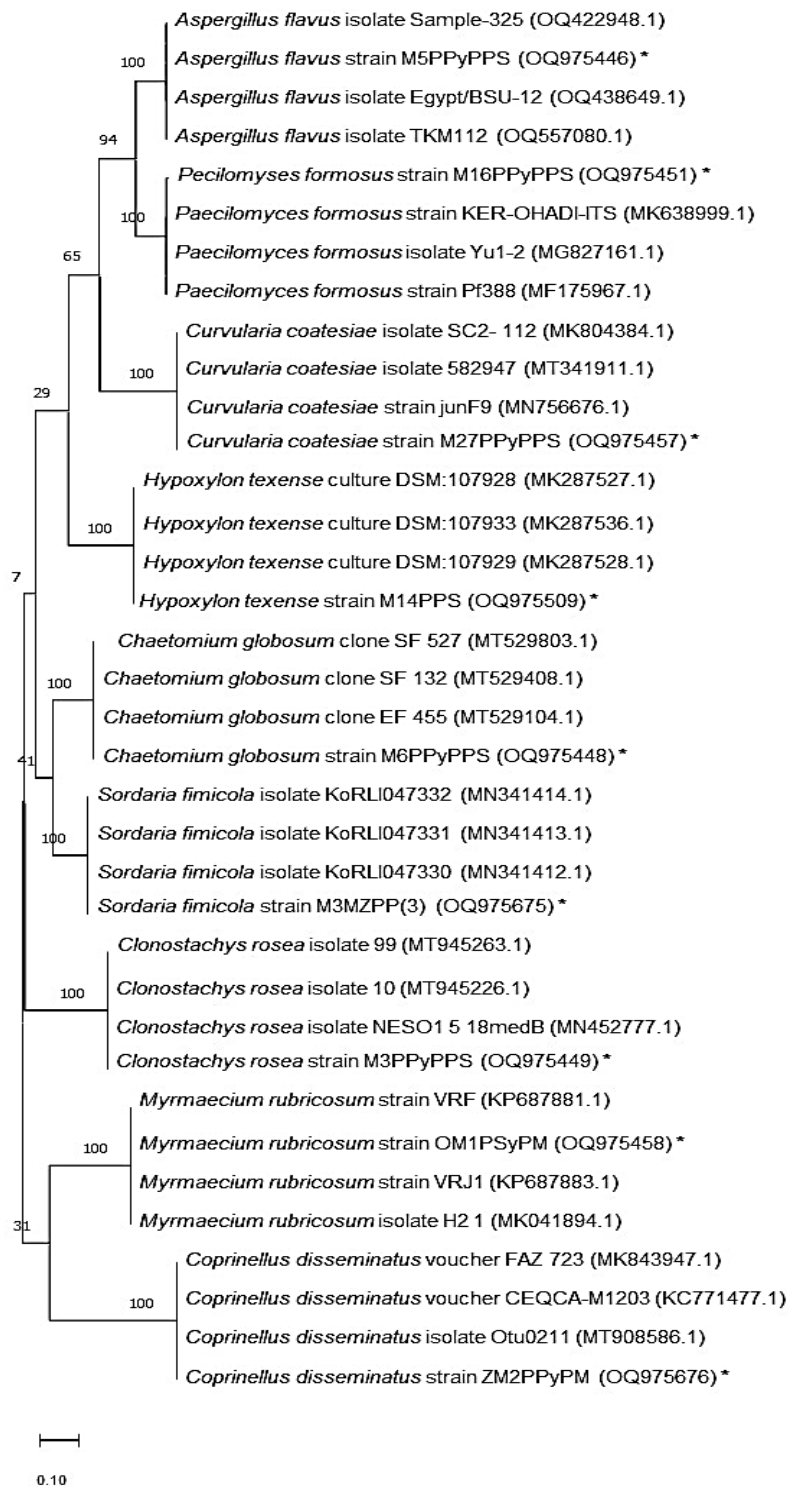 Aspergillus flavus isolate Sample-325 (OQ422948.1)
100
Aspergillus flavus strain M5PPyPPS (OQ975446) *
Aspergillus flavus isolate Egypt/BSU-12 (OQ438649.1)
Aspergillus flavus isolate TKM112 (OQ557080.1)
94
Pecilomyses formosus strain M16PPyPPS (OQ975451) *
100
Paecilomyces formosus strain KER-OHADI-ITS (MK638999.1)
Paecilomyces formosus isolate Yu1-2 (MG827161.1)
65
Paecilomyces formosus strain Pf388 (MF175967.1)
Curvularia coatesiae isolate SC2- 112 (MK804384.1)
100
Curvularia coatesiae isolate 582947 (MT341911.1)
29
Curvularia coatesiae strain junF9 (MN756676.1)
Curvularia coatesiae strain M27PPyPPS (OQ975457) *
Hypoxylon texense culture DSM:107928 (MK287527.1)
100
Hypoxylon texense culture DSM:107933 (MK287536.1)
Hypoxylon texense culture DSM:107929 (MK287528.1)
7
Hypoxylon texense strain M14PPS (OQ975509) *
Chaetomium globosum clone SF 527 (MT529803.1)
100
Chaetomium globosum clone SF 132 (MT529408.1)
Chaetomium globosum clone EF 455 (MT529104.1)
41
Chaetomium globosum strain M6PPyPPS (OQ975448) *
Sordaria fimicola isolate KoRLI047332 (MN341414.1)
100
Sordaria fimicola isolate KoRLI047331 (MN341413.1)
Sordaria fimicola isolate KoRLI047330 (MN341412.1)
Sordaria fimicola strain M3MZPP(3) (OQ975675) *
Clonostachys rosea isolate 99 (MT945263.1)
100
Clonostachys rosea isolate 10 (MT945226.1)
Clonostachys rosea isolate NESO1 5 18medB (MN452777.1)
Clonostachys rosea strain M3PPyPPS (OQ975449) *
Myrmaecium rubricosum strain VRF (KP687881.1)
100
Myrmaecium rubricosum strain OM1PSyPM (OQ975458) *
Myrmaecium rubricosum strain VRJ1 (KP687883.1)
31
Myrmaecium rubricosum isolate H2 1 (MK041894.1)
Coprinellus disseminatus voucher FAZ 723 (MK843947.1)
100
Coprinellus disseminatus voucher CEQCA-M1203 (KC771477.1)
Coprinellus disseminatus isolate Otu0211 (MT908586.1)
Coprinellus disseminatus strain ZM2PPyPM (OQ975676) *
0.10